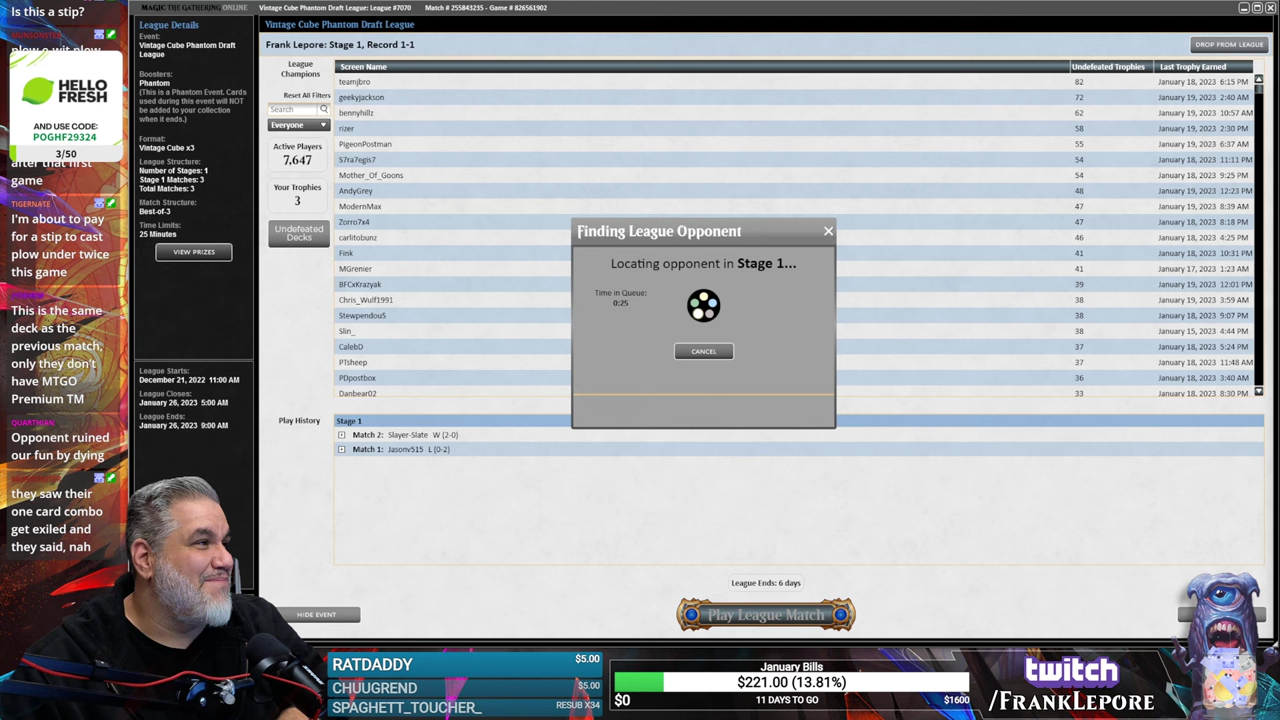 Is this a stip?
MUNSONSTER
plow o wit plow
HELLO
FRESH
AND USE CODE:
POGHF29324
3/50
after that first
game
TIGERNATE
I'm about to pay
for a stip to cast
plow under twice
this game
This is the same
deck as the
previous match,
only they don't
have MTGO
Premium TM
QUARTHIAN
Opponent ruined
our fun by dying
they saw their
one card combo
get exiled and
they said, nah
MAGIC THE GATHERING ONLINE
Vintage Cube Phantom Draft League: League #7070
Match # 255843235 - Game # 826561902
League Details
Event:
Vintage Cube Phantom Draft
League
Boosters:
Phantom
(This is a Phantom Event. Cards
used during this event will NOT
be added to your collection
when it ends.)
Format:
Vintage Cube x3
League Structure:
Number of Stages: 1
Stage 1 Matches: 3
Total Matches: 3
Match Structure:
Best-of-3
Time Limits:
25 Minutes
VIEW PRIZES
League Starts:
December 21, 2022 11:00 AM
League Closes:
January 26, 2023 5:00 AM
League Ends:
January 26, 2023 9:00 AM
Vintage Cube Phantom Draft League
Frank Lepore: Stage 1, Record 1-1
DROP FROM LEAGUE
League
Champions
Reset All Filters
Search
Everyone
Active Players
7,647
Your Trophies
3
Undefeated
Decks
Screen Name Undefeated Trophies Last Trophy Earned
teamjbro 82 January 18, 2023 6:15 PM
geekyjackson 72 January 19, 2023 2:40 AM
bennyhillz 62 January 19, 2023 10:57 AM
rizer 58 January 19, 2023 2:30 PM
PigeonPostman 55 January 19, 2023 6:37 AM
S7ra7egis7 54 January 18, 2023 11:11 PM
Mother_Of_Goons 54 January 18, 2023 9:25 PM
AndyGrey 48 January 19, 2023 12:23 PM
ModernMax 47 January 19, 2023 8:39 AM
Zorro7x4 47 January 18, 2023 8:18 PM
carlitobunz 46 January 18, 2023 4:25 PM
Fink 41 January 18, 2023 10:31 PM
MGrenier 41 January 17, 2023 1:23 AM
BFCxKrazyak 39 January 19, 2023 12:01 PM
Chris_Wulf1991 38 January 19, 2023 3:59 AM
StewpendouS 38 January 18, 2023 9:07 PM
Slin_ 38 January 15, 2023 4:44 PM
CalebD 37 January 18, 2023 5:24 PM
PTsheep 37 January 18, 2023 11:48 AM
PDpostbox 36 January 18, 2023 3:40 AM
Danbear02 33 January 18, 2023 8:30 PM
Finding League Opponent
Locating opponent in Stage 1...
Time in Queue:
0:25
CANCEL
Play History
Stage 1
Match 2: Slayer-Slate W (2-0)
Match 1: Jasonv515 L (0-2)
League Ends: 6 days
HIDE EVENT
Play League Match
RATDADDY $5.00
CHUUGREND $5.00
SPAGHETT_TOUCHER_ RESUB X34
January Bills
$221.00 (13.81%)
$0 11 DAYS TO GO $1600
twitch
/FRANKLEPORE